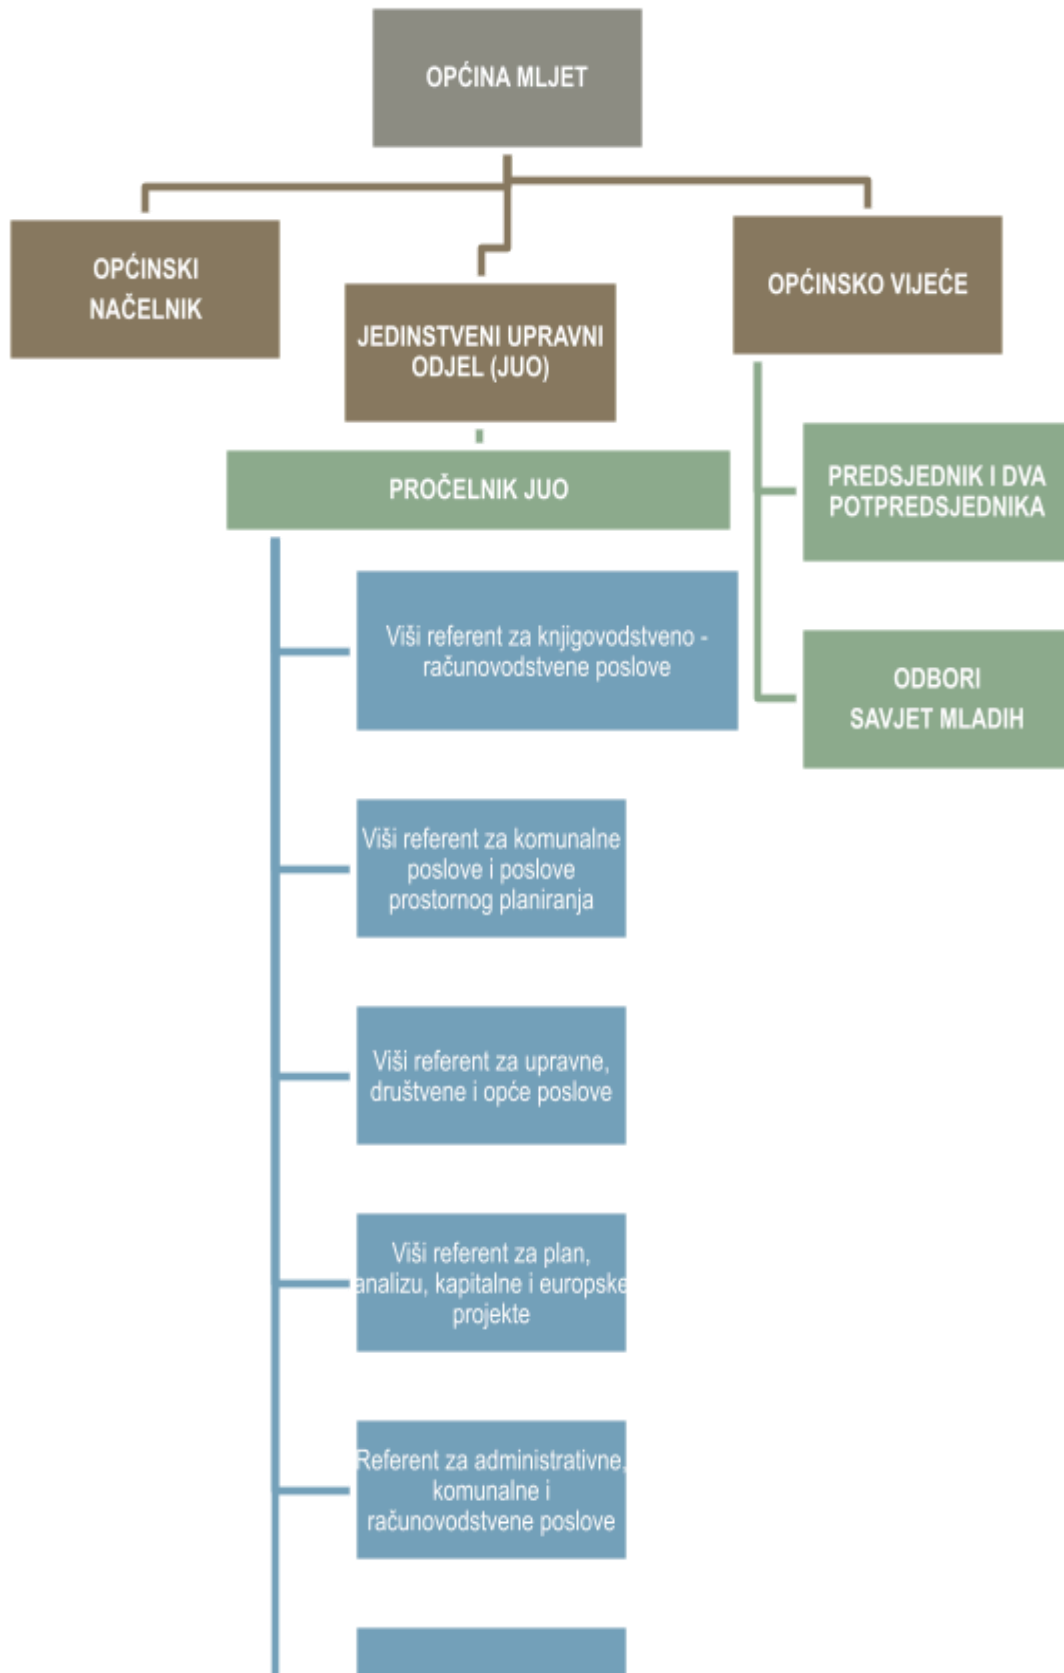 OPĆINA MLJET
OPĆINSKI
NAČELNIK
JEDINSTVENI UPRAVNI
ODJEL (JUO)
OPĆINSKO VIJEĆE
PROČELNIK JUO
PREDSJEDNIK I DVA
POTPREDSJEDNIKA
ODBORI
SAVJET MLADIH
Viši referent za knjigovodstveno -
računovodstvene poslove
Viši referent za komunalne
poslove i poslove
prostornog planiranja
Viši referent za upravne,
društvene i opće poslove
Viši referent za plan,
analizu, kapitalne i europske
projekte
Referent za administrativne,
komunalne i
računovodstvene poslove